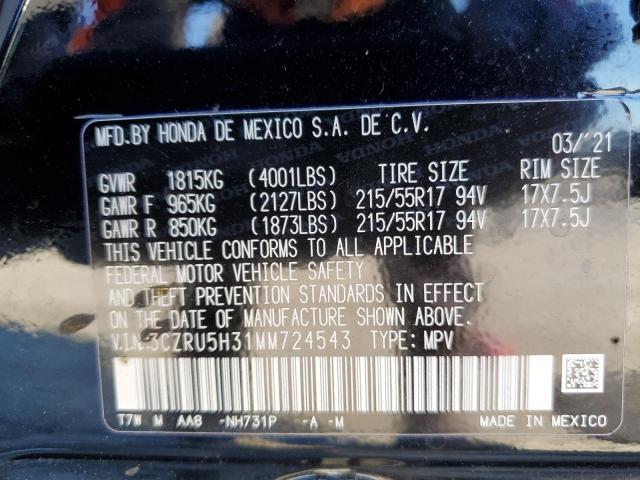 MFD.BY HONDA DE MEXICO S.A. DE C.V. 03/'21
GVWR 1815KG (4001LBS) TIRE SIZE RIM SIZE
GAWR F 965KG (2127LBS) 215/55R17 94V 17X7.5J
GAWR R 850KG (1873LBS) 215/55R17 94V 17X7.5J
THIS VEHICLE CONFORMS TO ALL APPLICABLE
FEDERAL MOTOR VEHICLE SAFETY
AND THEFT PREVENTION STANDARDS IN EFFECT
ON THE DATE OF MANUFACTURE SHOWN ABOVE.
V.I.N.:3CZRU5H31MM724543 TYPE: MPV
T7W M AA8 -NH731P -A -M MADE IN MEXICO